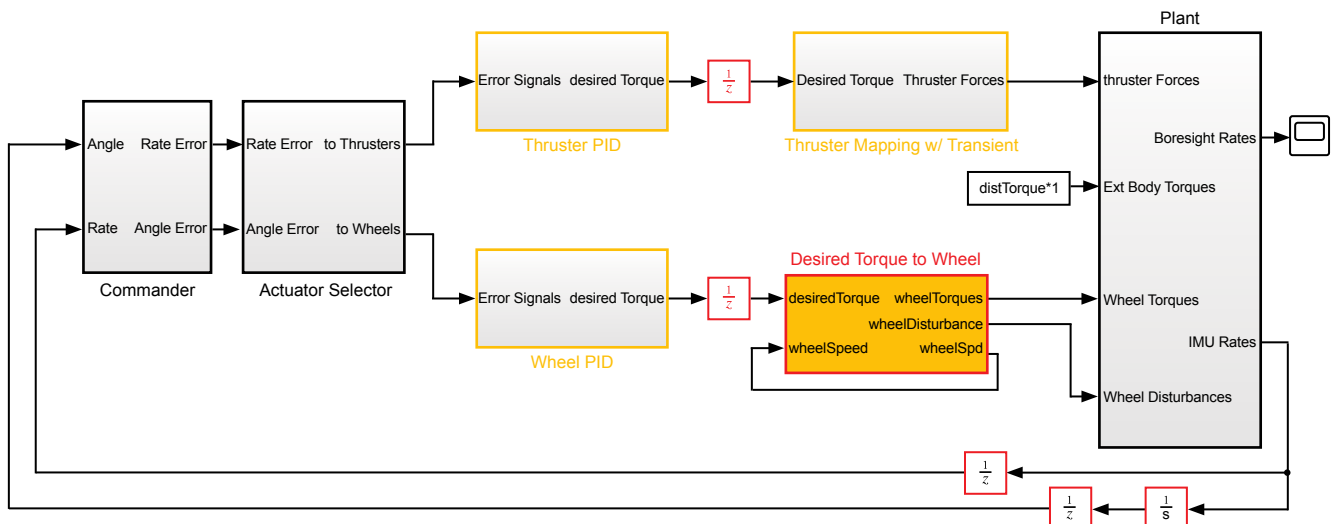 Plant
Error Signals desired Torque
1
z
Desired Torque Thruster Forces
thruster Forces
Thruster PID
Thruster Mapping w/ Transient
Angle Rate Error
Rate Error to Thrusters
Boresight Rates
distTorque*1
Ext Body Torques
Rate Angle Error
Angle Error to Wheels
Commander
Actuator Selector
Desired Torque to Wheel
Error Signals desired Torque
1
z
desiredTorque wheelTorques
wheelDisturbance
wheelSpeed wheelSpd
Wheel Torques
IMU Rates
Wheel PID
Wheel Disturbances
1
z
1
z
1
s